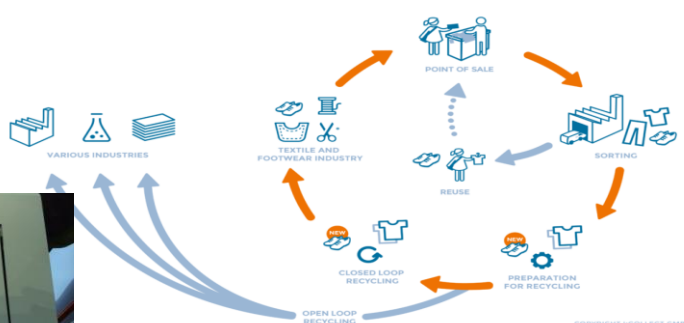 POINT OF SALE
VARIOUS INDUSTRIES
TEXTILE AND
FOOTWEAR INDUSTRY
SORTING
REUSE
NEW
NEW
CLOSED LOOP
RECYCLING
PREPARATION
FOR RECYCLING
OPEN LOOP
RECYCLING